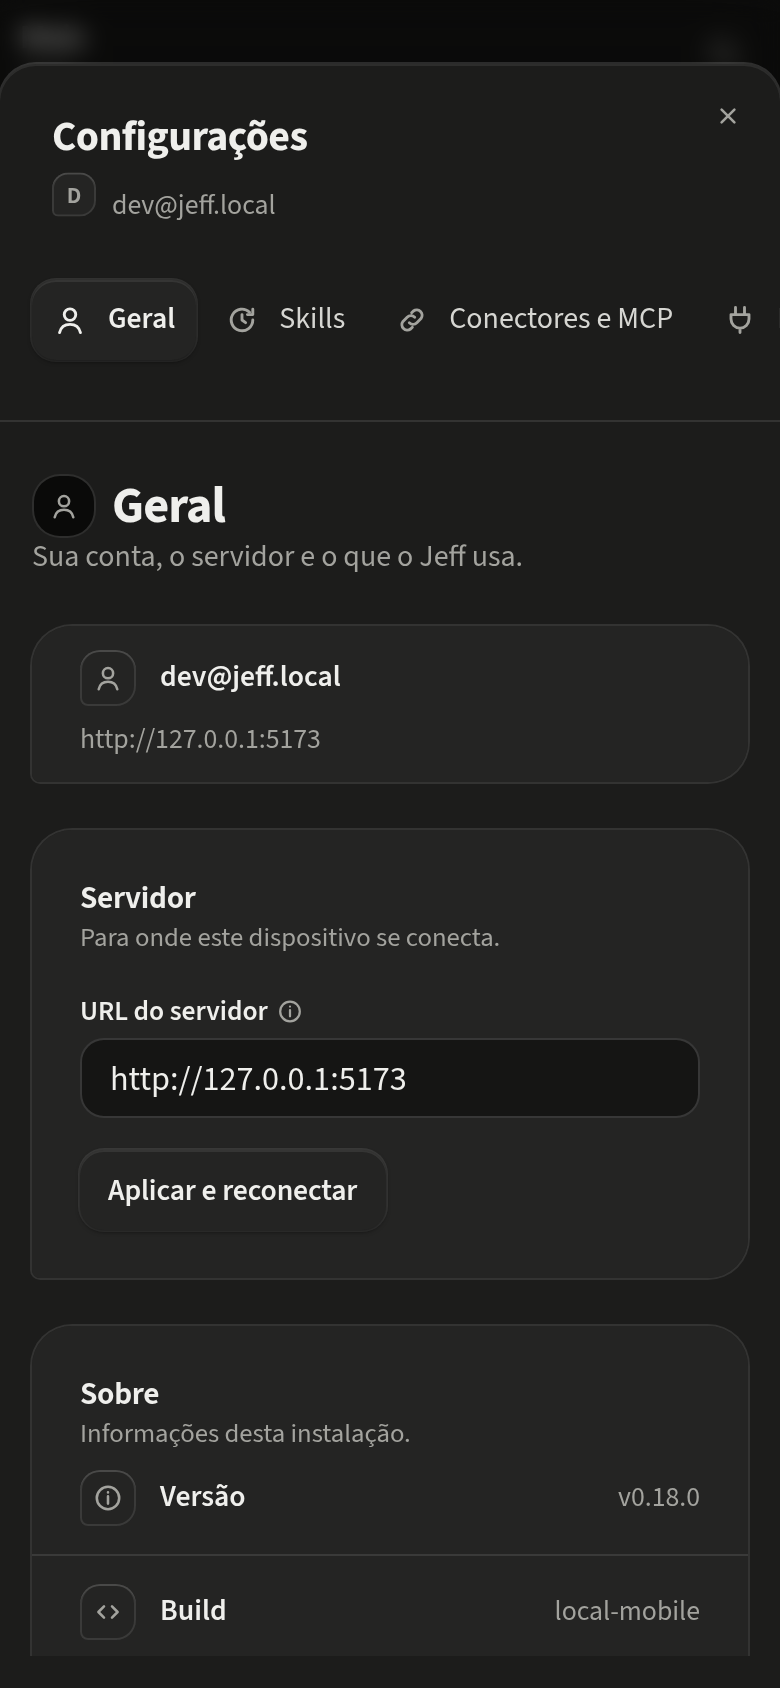 Configurações
D
dev@jeff.local
Geral
Skills
Conectores e MCP
Geral
Sua conta, o servidor e o que o Jeff usa.
dev@jeff.local
http://127.0.0.1:5173
Servidor
Para onde este dispositivo se conecta.
URL do servidor
http://127.0.0.1:5173
Aplicar e reconectar
Sobre
Informações desta instalação.
Versão v0.18.0
Build local-mobile